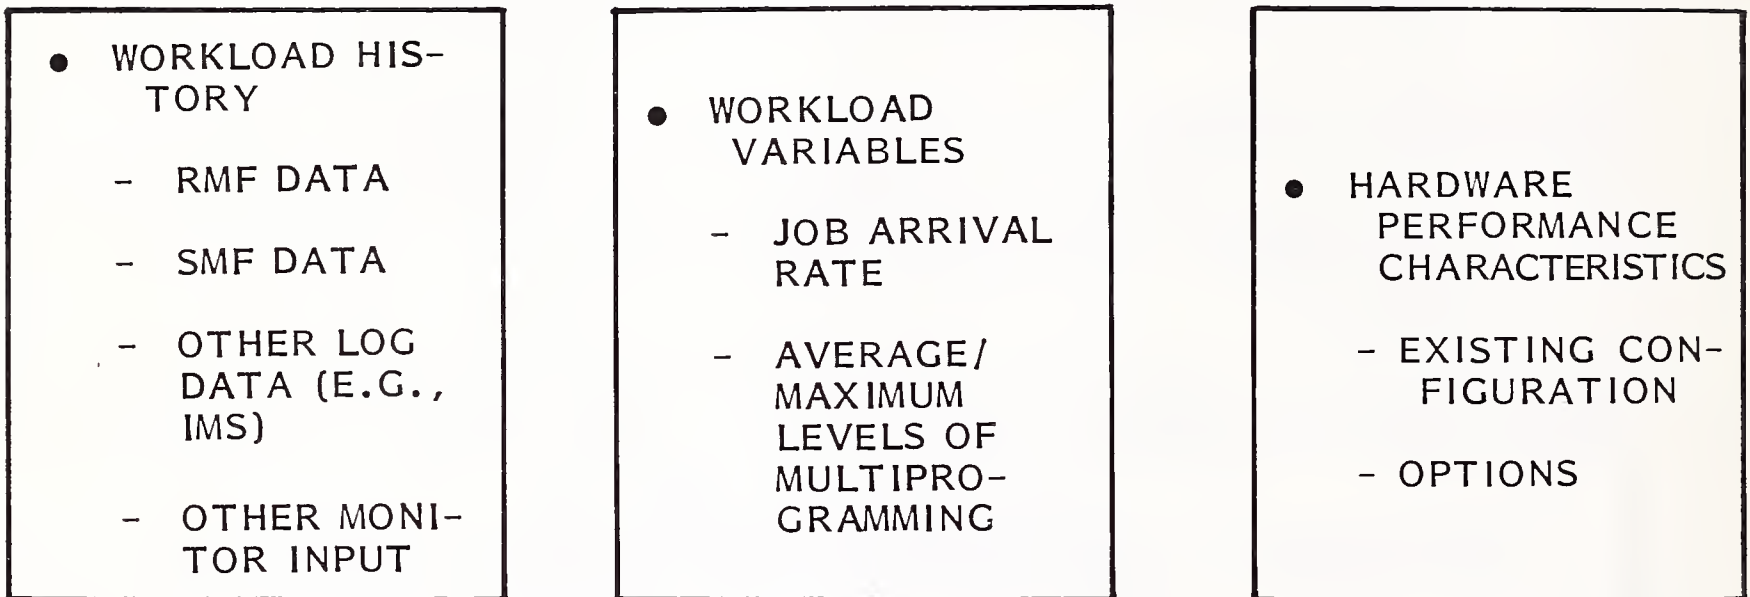 ● WORKLOAD HIS-
TORY
- RMF DATA
- SMF DATA
- OTHER LOG
DATA (E.G.,
IMS)
- OTHER MONI-
TOR INPUT
● WORKLOAD
VARIABLES
- JOB ARRIVAL
RATE
- AVERAGE/
MAXIMUM
LEVELS OF
MULTIPRO-
GRAMMING
● HARDWARE
PERFORMANCE
CHARACTERISTICS
- EXISTING CON-
FIGURATION
- OPTIONS